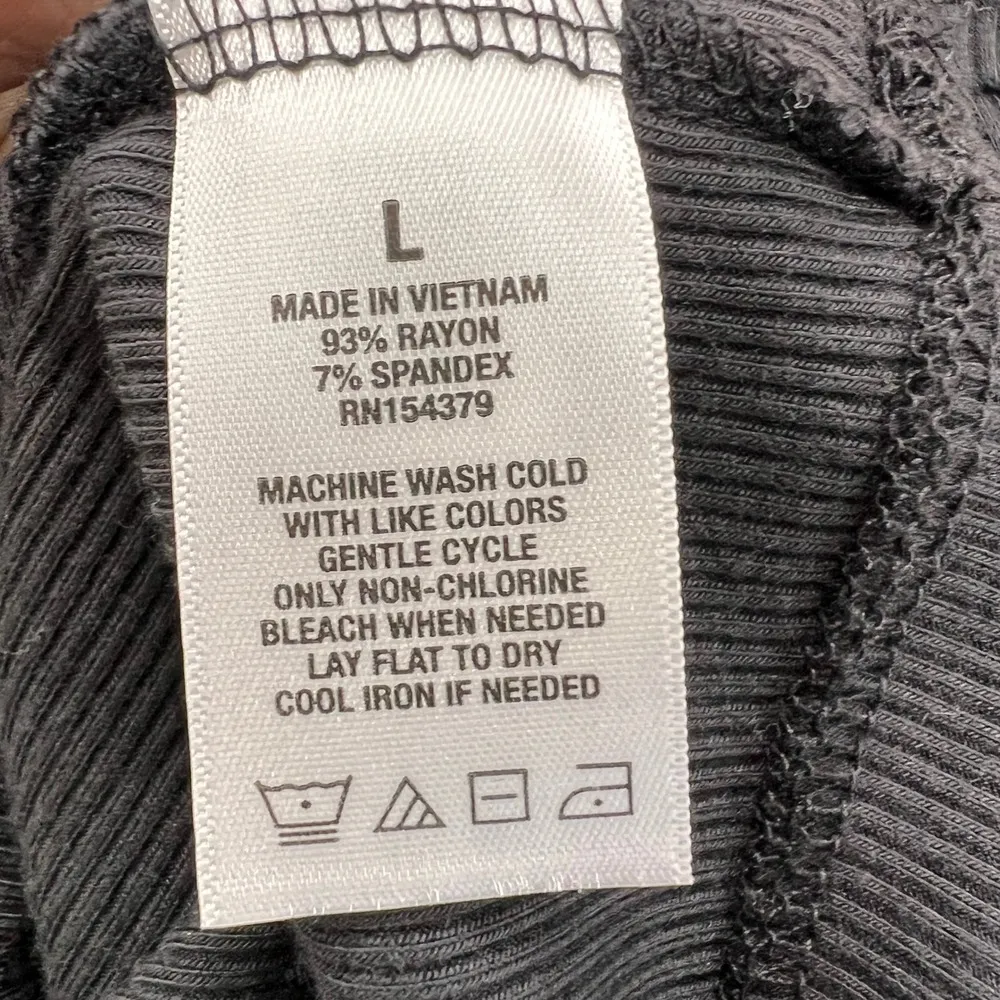 L
MADE IN VIETNAM
93% RAYON
7% SPANDEX
RN154379
MACHINE WASH COLD
WITH LIKE COLORS
GENTLE CYCLE
ONLY NON-CHLORINE
BLEACH WHEN NEEDED
LAY FLAT TO DRY
COOL IRON IF NEEDED